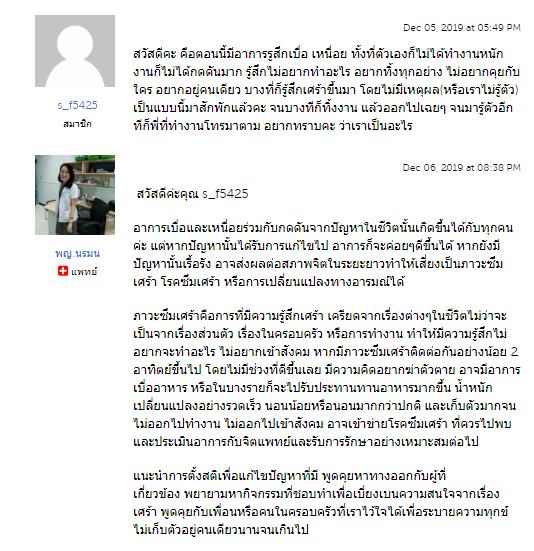 Dec 05, 2019 at 05:49 PM
สวัสดีคะ คือตอนนี้มีอาการรูสึกเบื่อ เหนื่อย ทั้งที่ตัวเองก็ไม่ได้ทำงานหนัก
งานก็ไม่ได้กดดันมาก รู้สึกไม่อยากทำอะไร อยากทิ้งทุกอย่าง ไม่อยากคุยกับ
ใคร อยากอยู่คนเดียว บางทีก็รู้สึกเศร้าขึ้นมา โดยไม่มีเหตุผล(หรือเราไม่รู้ตัว)
เป็นแบบนี้มาสักพักแล้วคะ จนบางทีก็ทิ้งงาน แล้วออกไปเฉยๆ จนมารู้ตัวอีก
ทีก็พี่ที่ทำงานโทรมาตาม อยากทราบคะ ว่าเราเป็นอะไร
s_f5425
สมาชิก
Dec 06, 2019 at 08:38 PM
สวัสดีค่ะคุณ s_f5425
อาการเบื่อและเหนื่อยร่วมกับกดดันจากปัญหาในชีวิตนั้นเกิดขึ้นได้กับทุกคน
ค่ะ แต่หากปัญหานั้นได้รับการแก้ไขไป อาการก็จะค่อยๆดีขึ้นได้ หากยังมี
ปัญหานั้นเรื้อรัง อาจส่งผลต่อสภาพจิตในระยะยาวทำให้เสี่ยงเป็นภาวะซึม
เศร้า โรคซึมเศร้า หรือการเปลี่ยนแปลงทางอารมณ์ได้
พญ.นรมน
แพทย์
ภาวะซึมเศร้าคือการที่มีความรู้สึกเศร้า เครียดจากเรื่องต่างๆในชีวิตไม่ว่าจะ
เป็นจากเรื่องส่วนตัว เรื่องในครอบครัว หรือการทำงาน ทำให้มีความรู้สึกไม่
อยากจะทำอะไร ไม่อยากเข้าสังคม หากมีภาวะซึมเศร้าติดต่อกันอย่างน้อย 2
อาทิตย์ขึ้นไป โดยไม่มีช่วงที่ดีขึ้นเลย มีความคิดอยากฆ่าตัวตาย อาจมีอาการ
เบื่ออาหาร หรือในบางรายก็จะไปรับประทานทานอาหารมากขึ้น น้ำหนัก
เปลี่ยนแปลงอย่างรวดเร็ว นอนน้อยหรือนอนมากกว่าปกติ และเก็บตัวมากจน
ไม่ออกไปทำงาน ไม่ออกไปเข้าสังคม อาจเข้าข่ายโรคซึมเศร้า ที่ควรไปพบ
และประเมินอาการกับจิตแพทย์และรับการรักษาอย่างเหมาะสมต่อไป
แนะนำการตั้งสติเพื่อแก้ไขปัญหาที่มี พูดคุยหาทางออกกับผู้ที่
เกี่ยวข้อง พยายามหากิจกรรมที่ชอบทำเพื่อเบี่ยงเบนความสนใจจากเรื่อง
เศร้า พูดคุยกับเพื่อนหรือคนในครอบครัวที่เราไว้ใจได้เพื่อระบายความทุกข์
ไม่เก็บตัวอยู่คนเดียวนานจนเกินไป